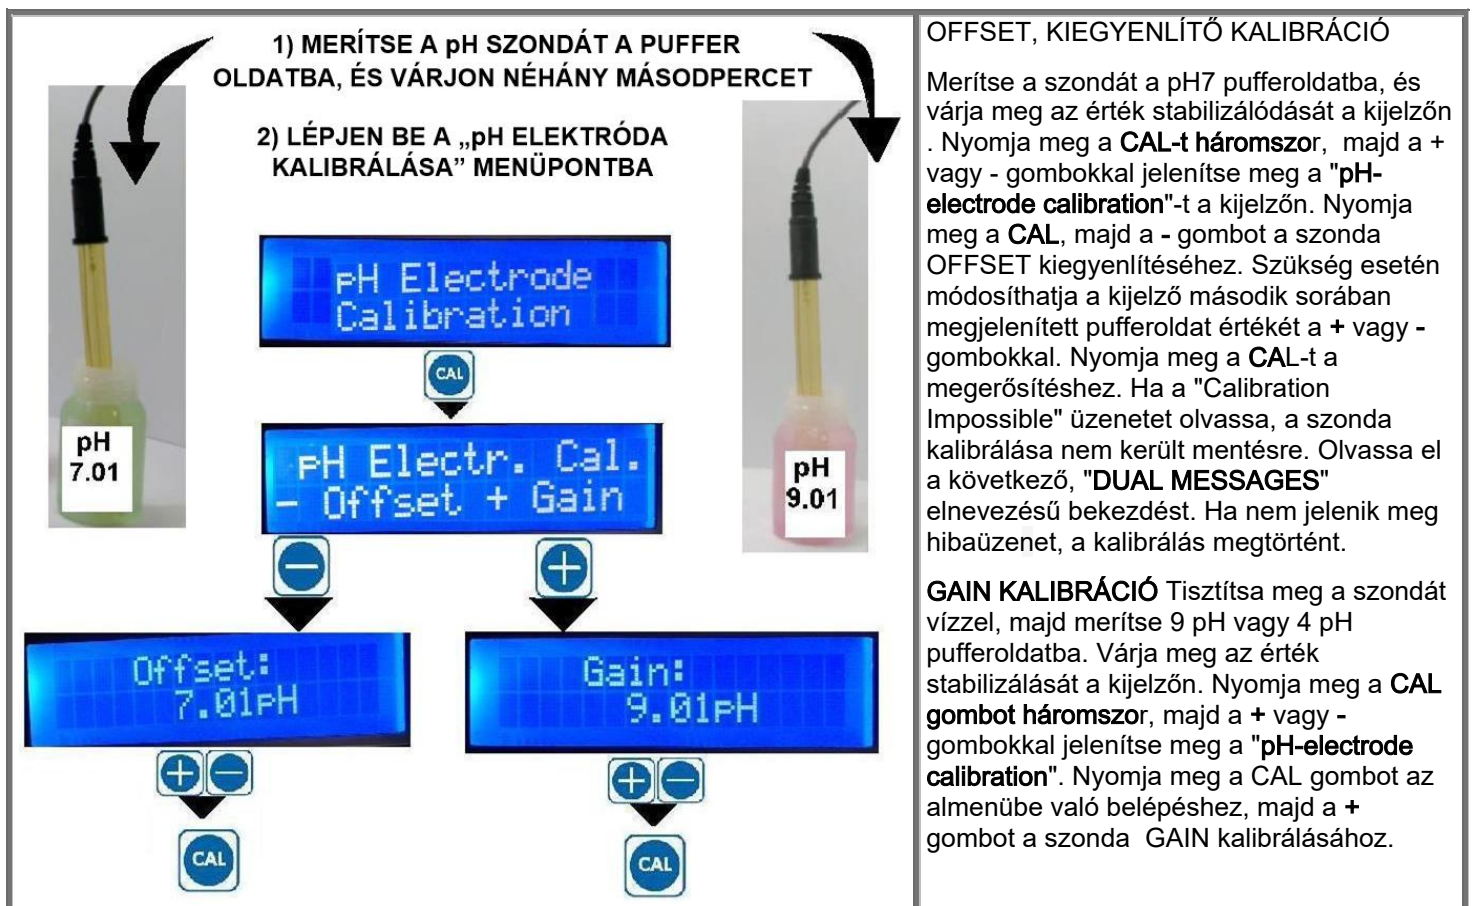 1) MERÍTSE A pH SZONDÁT A PUFFER
OLDATBA, ÉS VÁRJON NÉHÁNY MÁSODPERCET
2) LÉPJEN BE A „pH ELEKTRÓDA
KALIBRÁLÁSA” MENÜPONTBA
pH Electrode
Calibration
CAL
pH
7.01
pH Electr. Cal.
- Offset + Gain
pH
9.01
Offset:
7.01pH
Gain:
9.01pH
CAL
CAL
OFFSET, KIEGYENLÍTŐ KALIBRÁCIÓ
Merítse a szondát a pH7 pufferoldatba, és
várja meg az érték stabilizálódását a kijelzőn
. Nyomja meg a CAL-t háromszor, majd a +
vagy - gombokkal jelenítse meg a "pH-
electrode calibration"-t a kijelzőn. Nyomja
meg a CAL, majd a - gombot a szonda
OFFSET kiegyenlítéséhez. Szükség esetén
módosíthatja a kijelző második sorában
megjelenített pufferoldat értékét a + vagy -
gombokkal. Nyomja meg a CAL-t a
megerősítéshez. Ha a "Calibration
Impossible" üzenetet olvassa, a szonda
kalibrálása nem került mentésre. Olvassa el
a következő, "DUAL MESSAGES"
elnevezésű bekezdést. Ha nem jelenik meg
hibaüzenet, a kalibrálás megtörtént.
GAIN KALIBRÁCIÓ Tisztítsa meg a szondát
vízzel, majd merítse 9 pH vagy 4 pH
pufferoldatba. Várja meg az érték
stabilizálását a kijelzőn. Nyomja meg a CAL
gombot háromszor, majd a + vagy -
gombokkal jelenítse meg a "pH-electrode
calibration". Nyomja meg a CAL gombot az
almenübe való belépéshez, majd a +
gombot a szonda GAIN kalibrálásához.